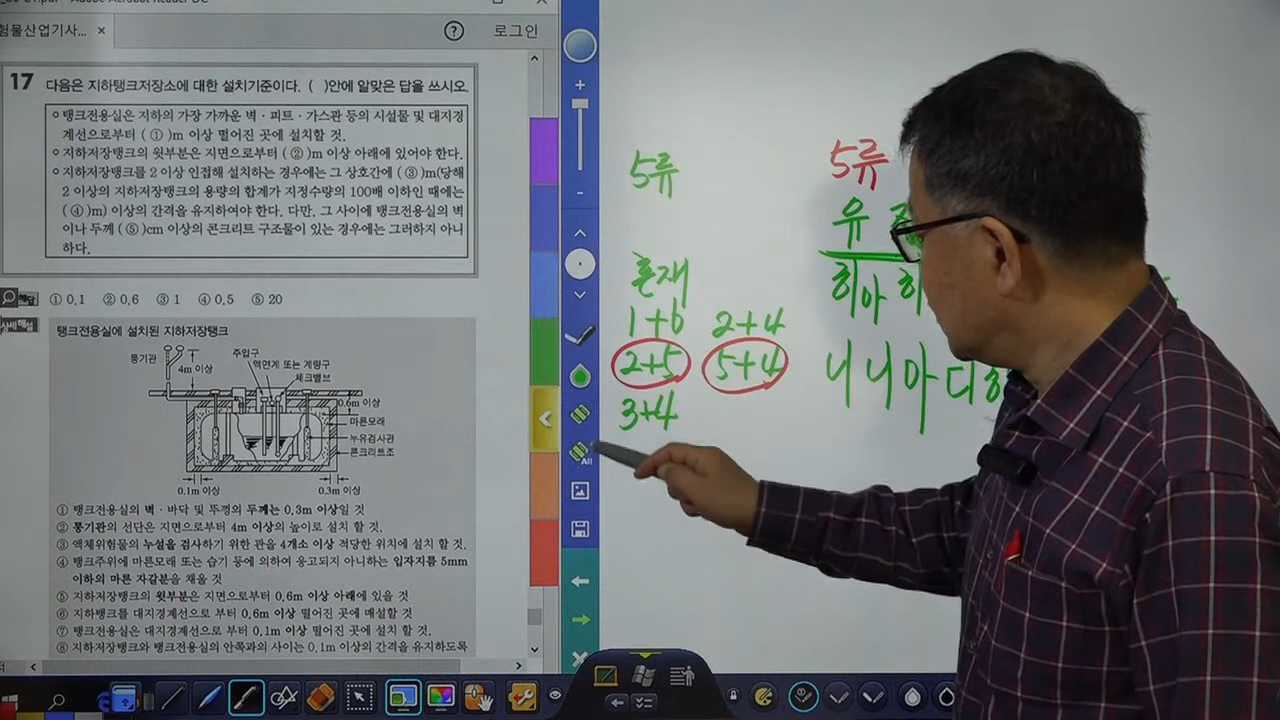 험물산업기사...
로그인
17 다음은 지하탱크저장소에 대한 설치기준이다. ( )안에 알맞은 답을 쓰시오.
○ 탱크전용실은 지하의 가장 가까운 벽·피트·가스관 등의 시설물 및 대지경
계선으로부터 ( ① )m 이상 떨어진 곳에 설치할 것.
○ 지하저장탱크의 윗부분은 지면으로부터 ( ② )m 이상 아래에 있어야 한다.
○ 지하저장탱크를 2 이상 인접해 설치하는 경우에는 그 상호간에 ( ③ )m(당해
2 이상의 지하저장탱크의 용량의 합계가 지정수량의 100배 이하인 때에는
( ④ )m) 이상의 간격을 유지하여야 한다. 다만, 그 사이에 탱크전용실의 벽
이나 두께 ( ⑤ )cm 이상의 콘크리트 구조물이 있는 경우에는 그러하지 아니
하다.
① 0.1 ② 0.6 ③ 1 ④ 0.5 ⑤ 20
탱크전용실에 설치된 지하저장탱크
통기관
4m 이상
주입구
액면계 또는 계량구
체크밸브
0.6m 이상
마른모래
누유검사관
콘크리트조
0.1m 이상
0.3m 이상
① 탱크전용실의 벽·바닥 및 뚜껑의 두께는 0.3m 이상일 것
② 통기관의 선단은 지면으로부터 4m 이상의 높이로 설치 할 것.
③ 액체위험물의 누설을 검사하기 위한 관을 4개소 이상 적당한 위치에 설치 할 것.
④ 탱크주위에 마른모래 또는 습기 등에 의하여 응고되지 아니하는 입자지름 5mm
이하의 마른 자갈분을 채울 것
⑤ 지하저장탱크의 윗부분은 지면으로부터 0.6m 이상 아래에 있을 것
⑥ 지하탱크를 대지경계선으로 부터 0.6m 이상 떨어진 곳에 매설할 것
⑦ 탱크전용실은 대지경계선으로 부터 0.1m 이상 떨어진 곳에 설치 할 것.
⑧ 지하저장탱크와 탱크전용실의 안쪽과의 사이는 0.1m 이상의 간격을 유지하도록
All
5류
혼재
1+6 2+4
2+5 5+4
3+4
5류
유
히아히
니니아디